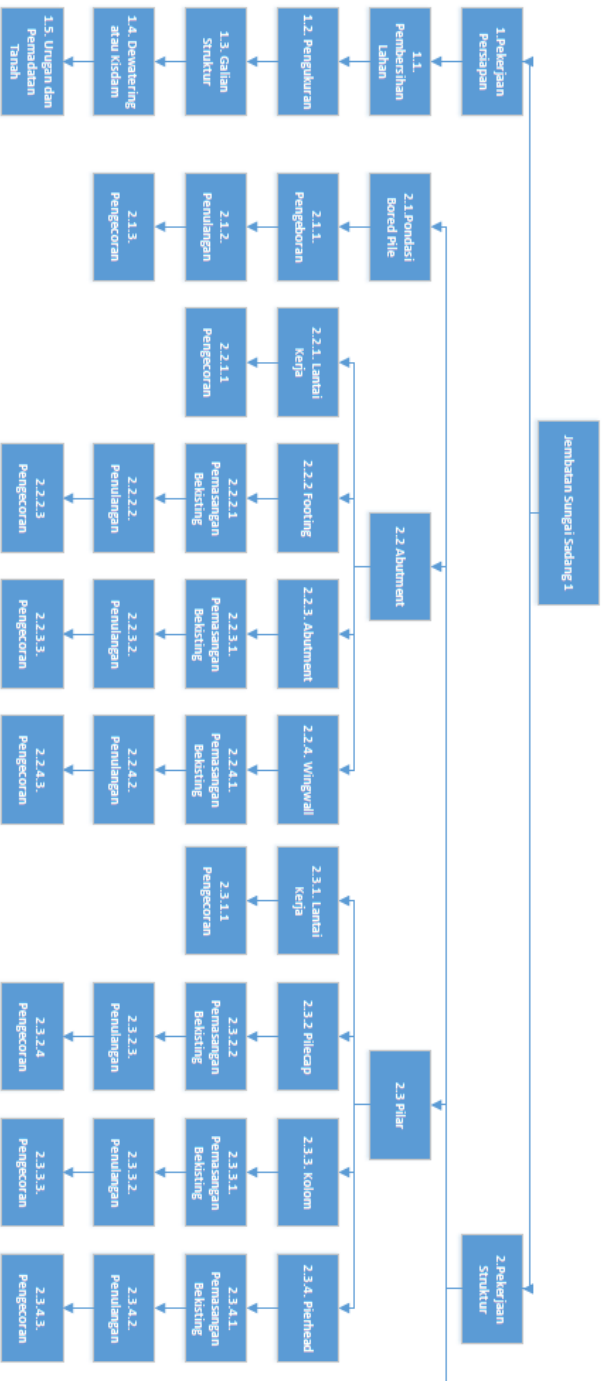 Jembatan Sungai Sadang 1
1.Pekerjaan
Persiapan
2.Pekerjaan
Struktur
1.1.
Pembersihan
Lahan
1.2. Pengukuran
1.3. Galian
Struktur
1.4. Dewatering
atau Kisdam
1.5. Urugan dan
Pemadatan
Tanah
2.1.Pondasi
Bored Pile
2.1.1.
Pengeboran
2.1.2.
Penulangan
2.1.3.
Pengecoran
2.2 Abutment
2.2.1. Lantai
Kerja
2.2.1.1
Pengecoran
2.2.2 Footing
2.2.2.1
Pemasangan
Bekisting
2.2.2.2.
Penulangan
2.2.2.3
Pengecoran
2.2.3. Abutment
2.2.3.1.
Pemasangan
Bekisting
2.2.3.2.
Penulangan
2.2.3.3.
Pengecoran
2.2.4. Wingwall
2.2.4.1.
Pemasangan
Bekisting
2.2.4.2.
Penulangan
2.2.4.3.
Pengecoran
2.3 Pilar
2.3.1. Lantai
Kerja
2.3.1.1
Pengecoran
2.3.2 Pilecap
2.3.2.2
Pemasangan
Bekisting
2.3.2.3.
Penulangan
2.3.2.4
Pengecoran
2.3.3. Kolom
2.3.3.1.
Pemasangan
Bekisting
2.3.3.2.
Penulangan
2.3.3.3.
Pengecoran
2.3.4. Pierhead
2.3.4.1.
Pemasangan
Bekisting
2.3.4.2.
Penulangan
2.3.4.3.
Pengecoran